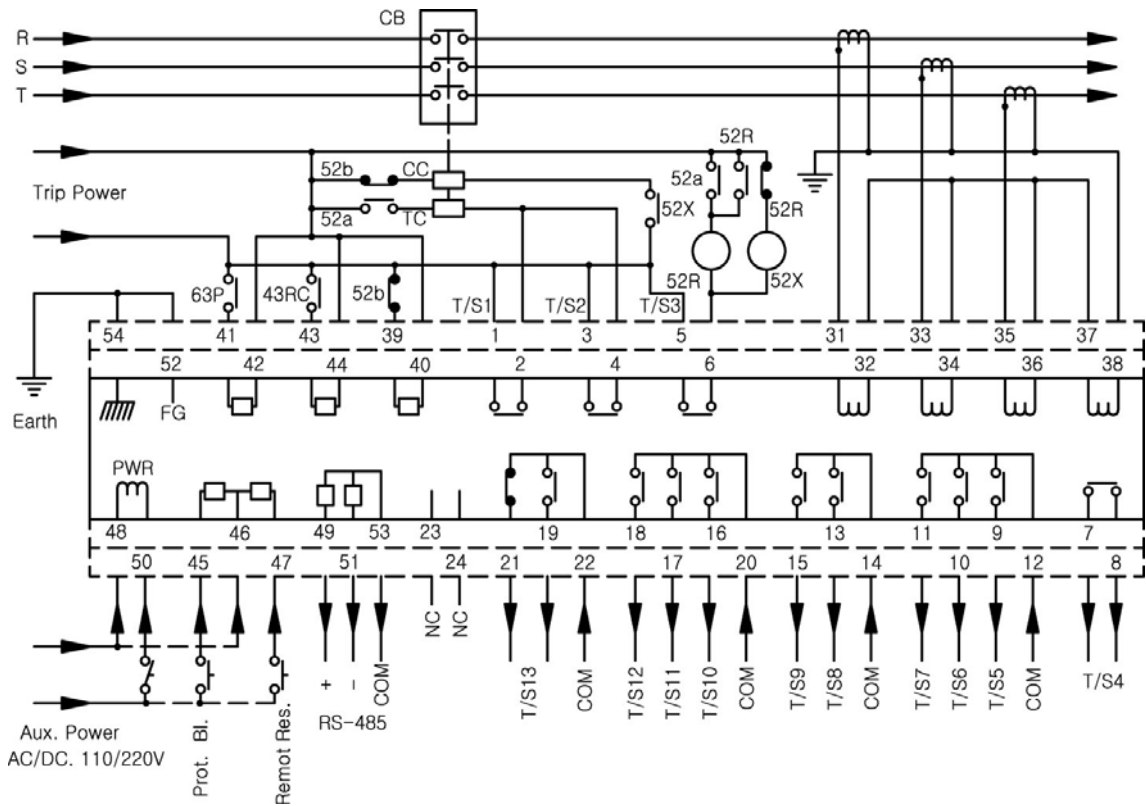 CB
R
S
T
52R
52b CC 52a
Trip Power 52X 52R
52a TC
52R 52X
63P 43RC 52b T/S1 T/S2 T/S3
54 41 43 39 1 3 5 31 33 35 37
52 42 44 40 2 4 6 32 34 36 38
Earth FG
PWR
48 46 49 53 23 19 18 16 13 11 9 7
50 45 47 51 24 21 22 17 20 15 14 10 12 8
NC NC
+ - COM T/S13 COM T/S12 T/S11 T/S10 COM T/S9 T/S8 COM T/S7 T/S6 T/S5 COM T/S4
RS-485
Aux. Power
AC/DC. 110/220V
Prot. Bl.
Remot Res.